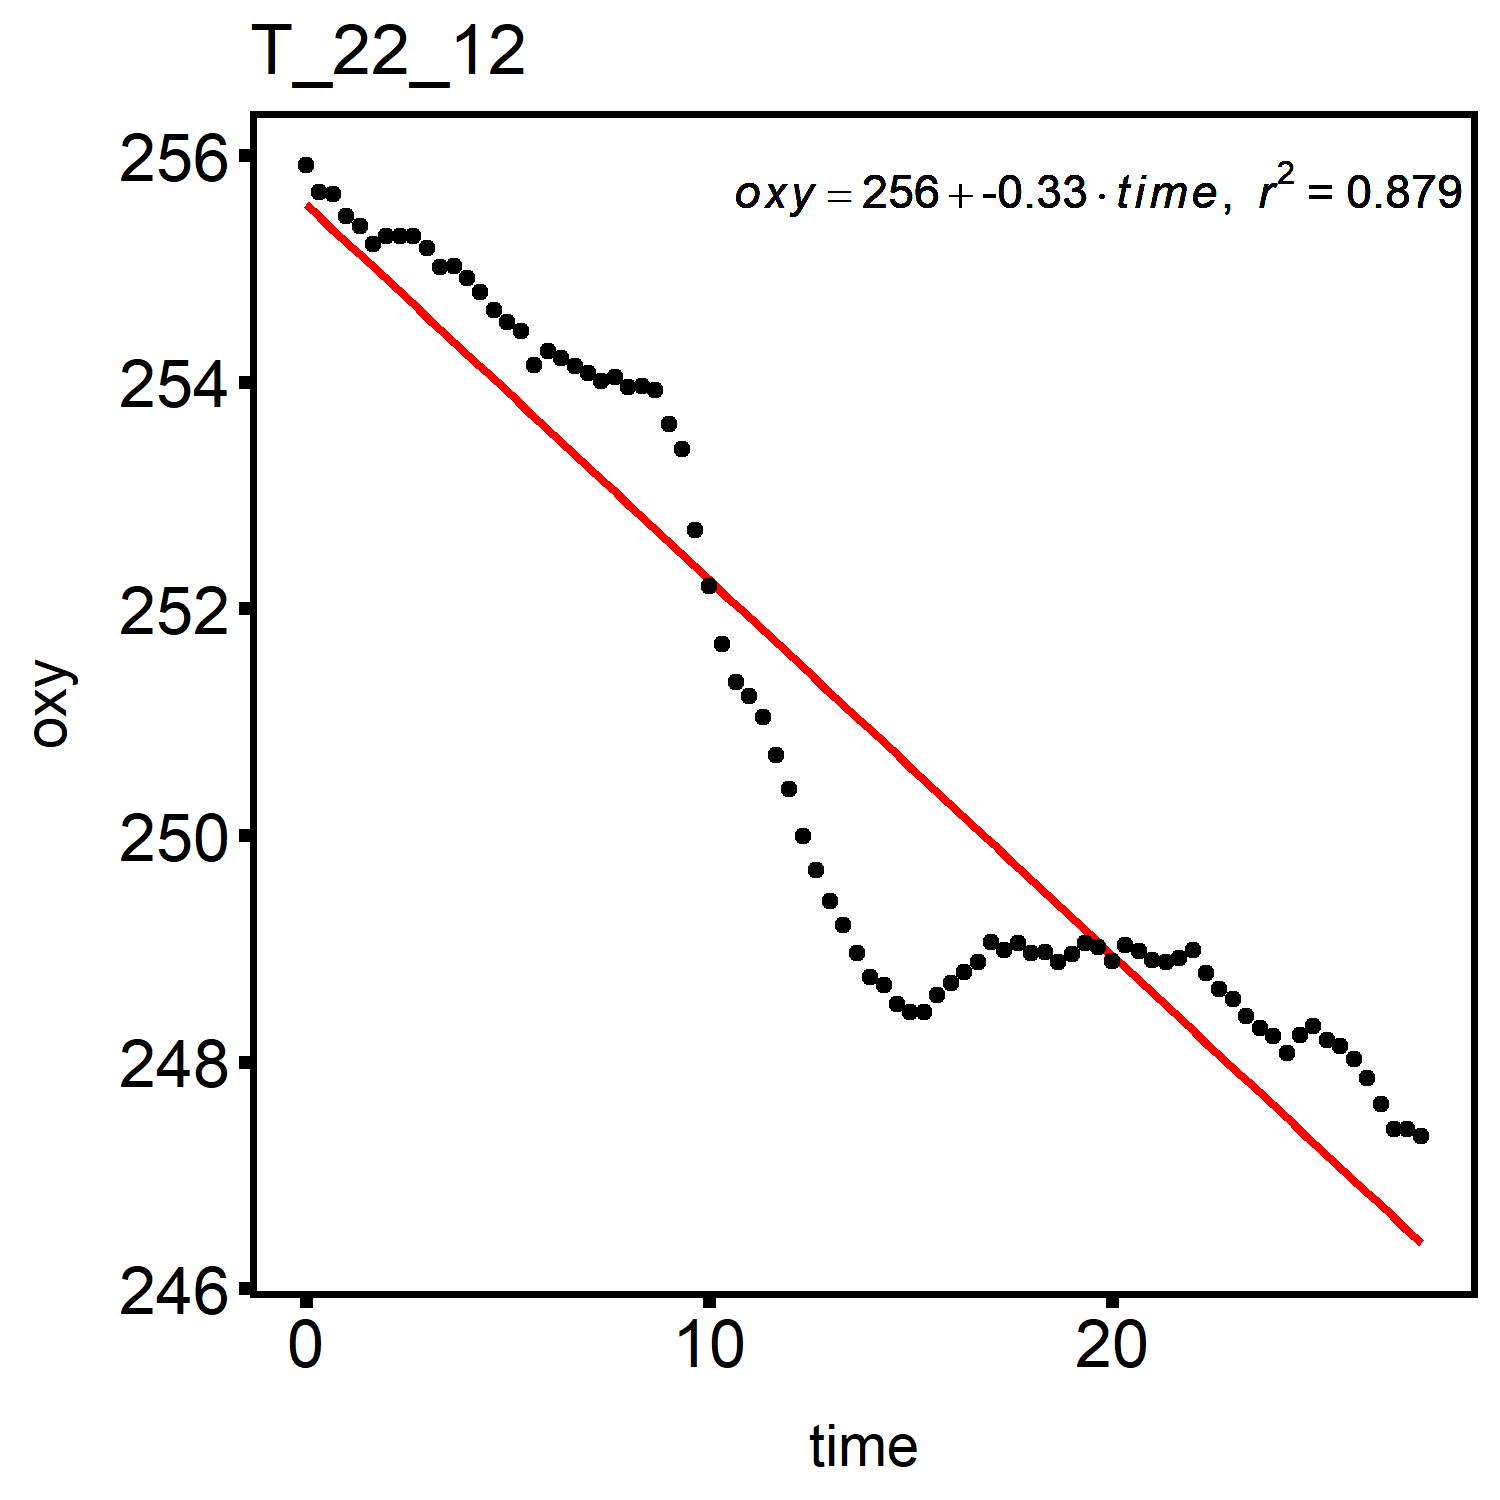 T_22_12
oxy = 256 + -0.33 · time, r² = 0.879
256
254
252
250
248
246
oxy
0 10 20
time